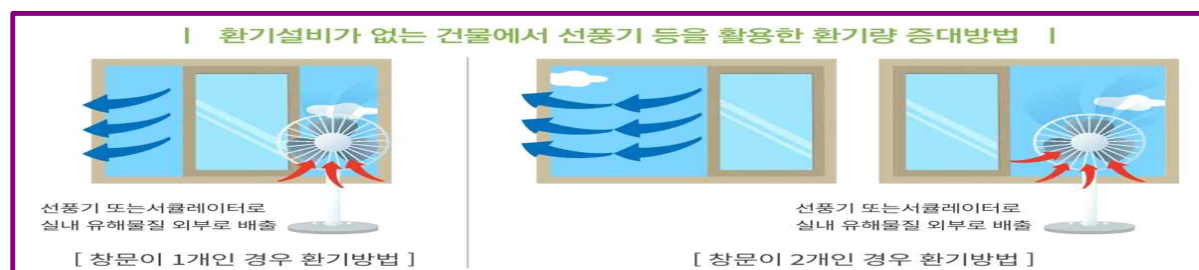 | 환기설비가 없는 건물에서 선풍기 등을 활용한 환기량 증대방법 |
선풍기 또는서큘레이터로
실내 유해물질 외부로 배출
[ 창문이 1개인 경우 환기방법 ]
선풍기 또는서큘레이터로
실내 유해물질 외부로 배출
[ 창문이 2개인 경우 환기방법 ]